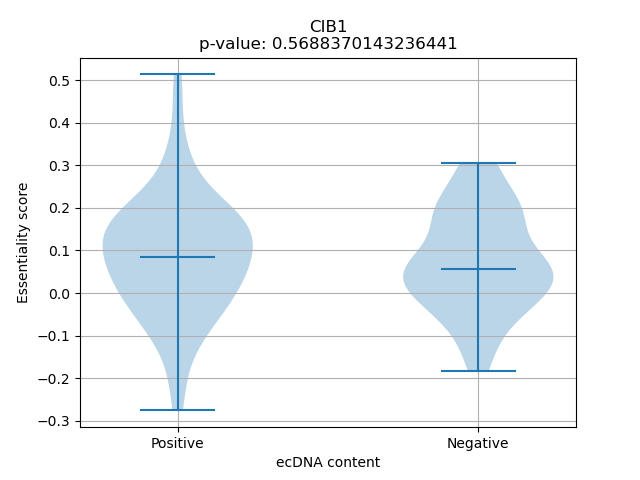 CIB1
p-value: 0.5688370143236441
Essentiality score
0.5
0.4
0.3
0.2
0.1
0.0
−0.1
−0.2
−0.3
Positive
Negative
ecDNA content